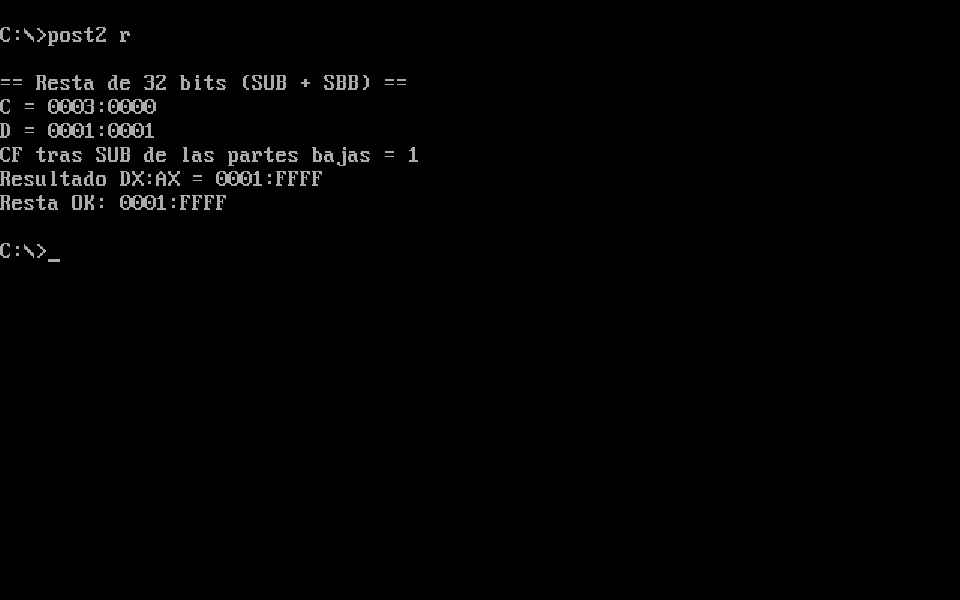 C:\>post2 r
== Resta de 32 bits (SUB + SBB) ==
C = 0003:0000
D = 0001:0001
CF tras SUB de las partes bajas = 1
Resultado DX:AX = 0001:FFFF
Resta OK: 0001:FFFF
C:\>_